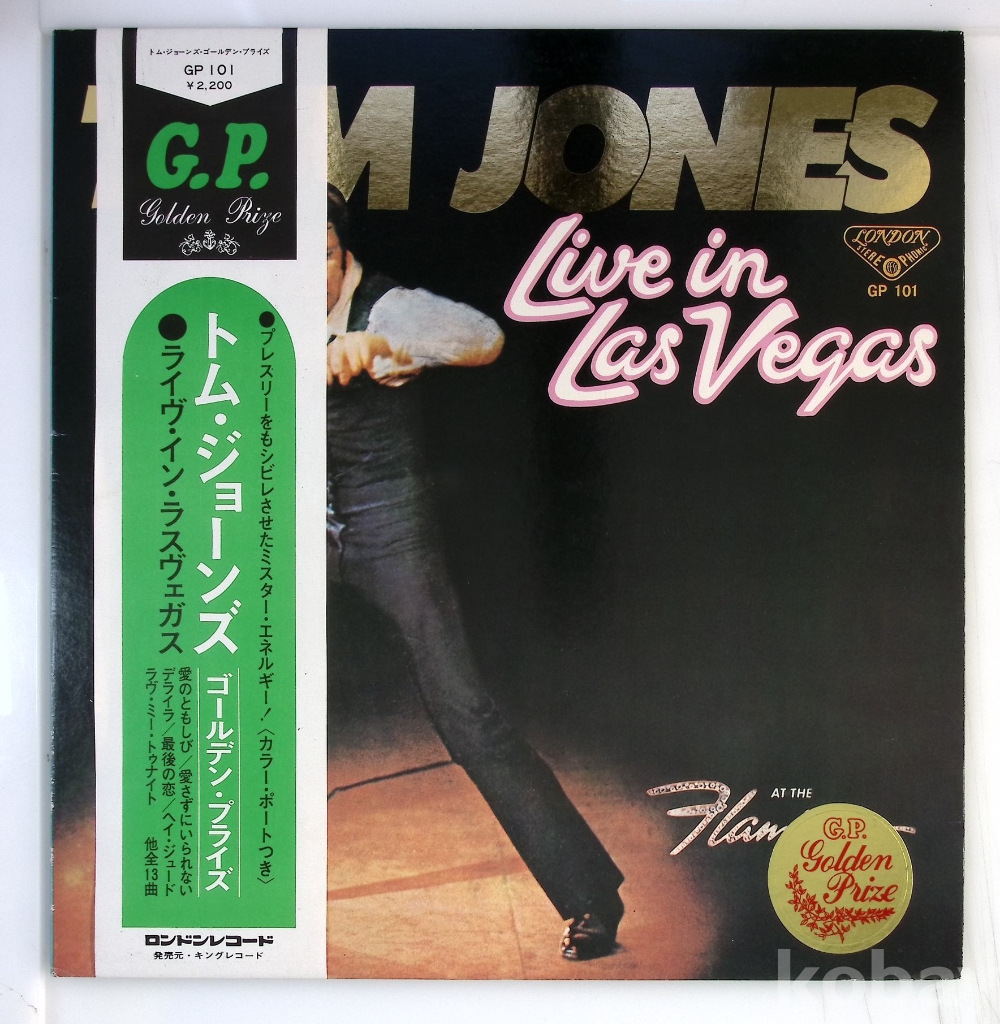 トム・ジョーンズ・ゴールデン・プライズ
GP 101
¥2,200
G.P.
Golden Prize
●プレスリーをもシビレさせたミスター・エネルギー!〈カラー・ポートつき〉
トム・ジョーンズ
ゴールデン・プライズ
●ライヴ・イン・ラスヴェガス
愛のともしび/愛さずにいられない
デライラ/最後の恋/ヘイ・ジュード
ラヴ・ミー・トゥナイト 他全13曲
ロンドンレコード
発売元・キングレコード
M JONES
Live in
Las Vegas
LONDON
STEREOPHONIC
GP 101
AT THE
Flam
G.P.
Golden
Prize
koba